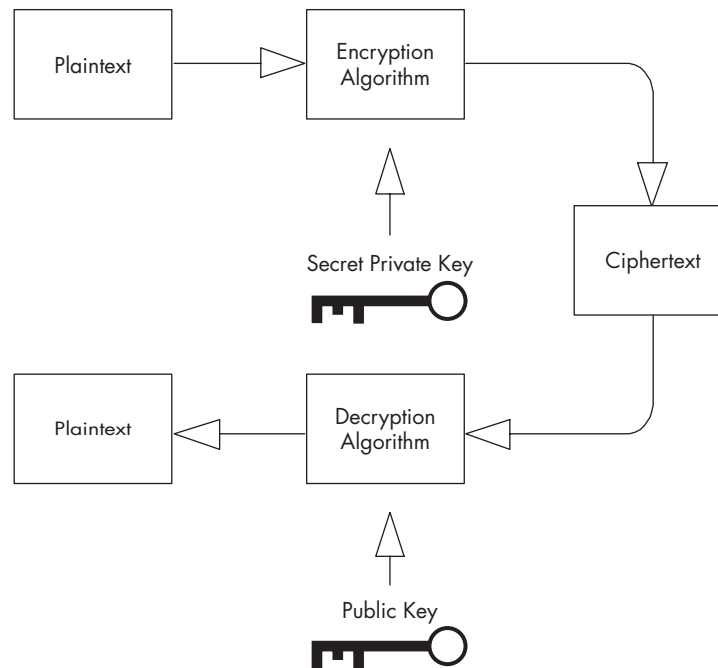 Plaintext
Encryption
Algorithm
Secret Private Key
Ciphertext
Plaintext
Decryption
Algorithm
Public Key